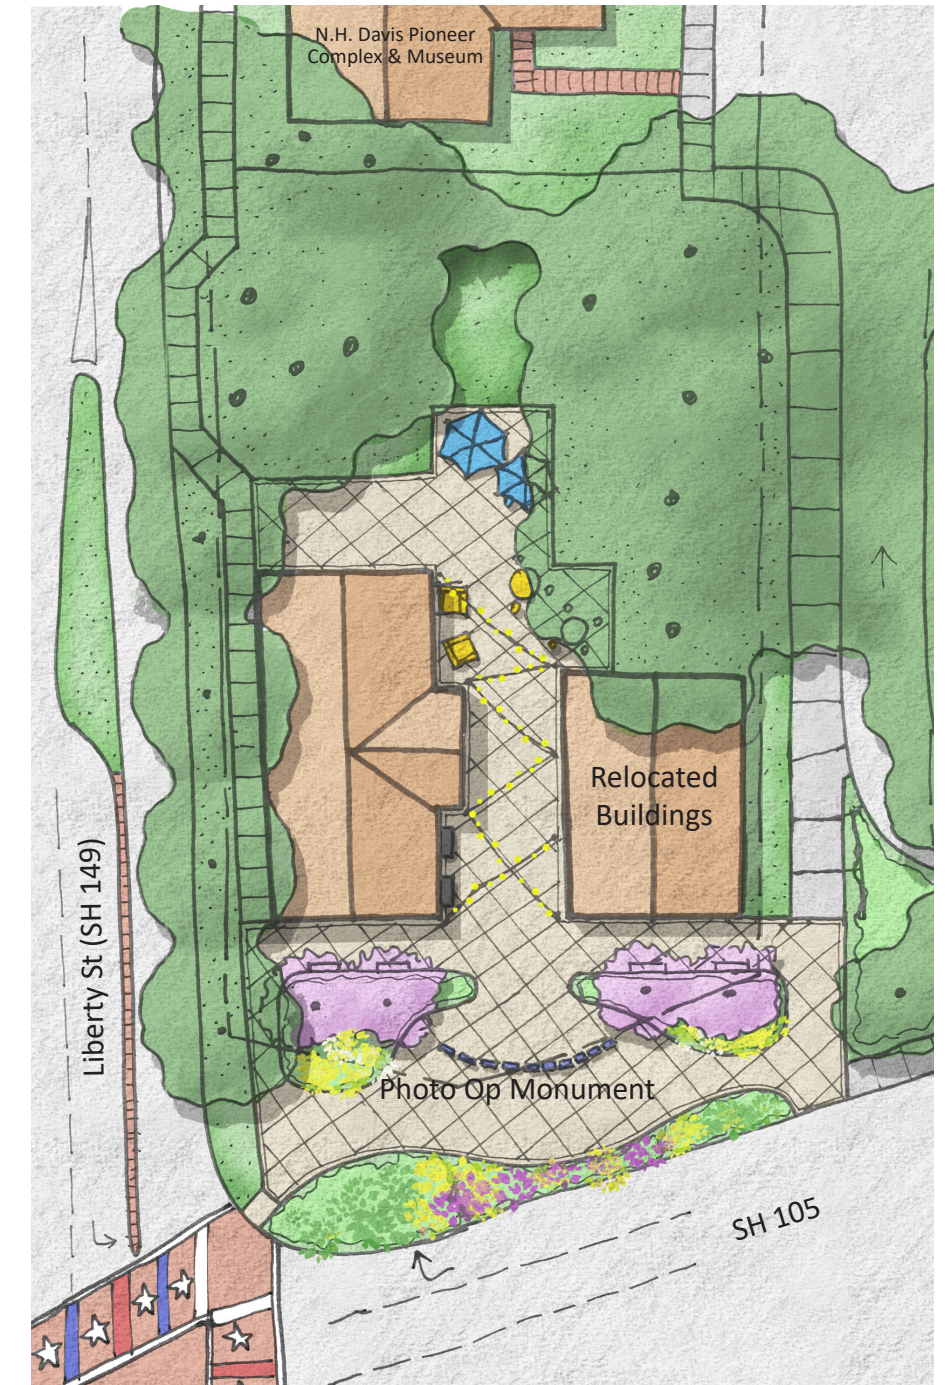 N.H. Davis Pioneer
Complex & Museum
Relocated
Buildings
Liberty St (SH 149)
Photo Op Monument
SH 105